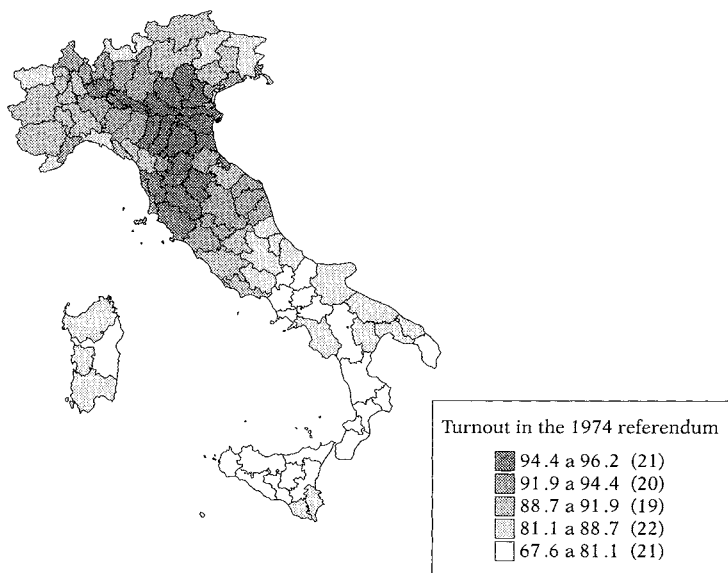 Turnout in the 1974 referendum
94.4 a 96.2 (21)
91.9 a 94.4 (20)
88.7 a 91.9 (19)
81.1 a 88.7 (22)
67.6 a 81.1 (21)